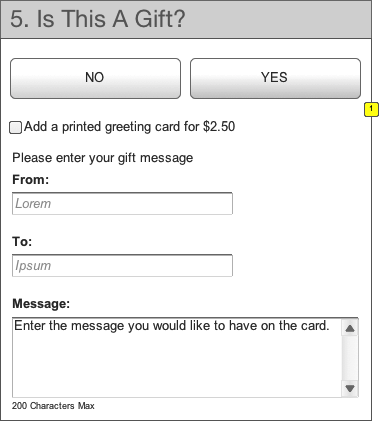 5. Is This A Gift?
NO
YES
1
Add a printed greeting card for $2.50
Please enter your gift message
From:
Lorem
To:
Ipsum
Message:
Enter the message you would like to have on the card.
200 Characters Max